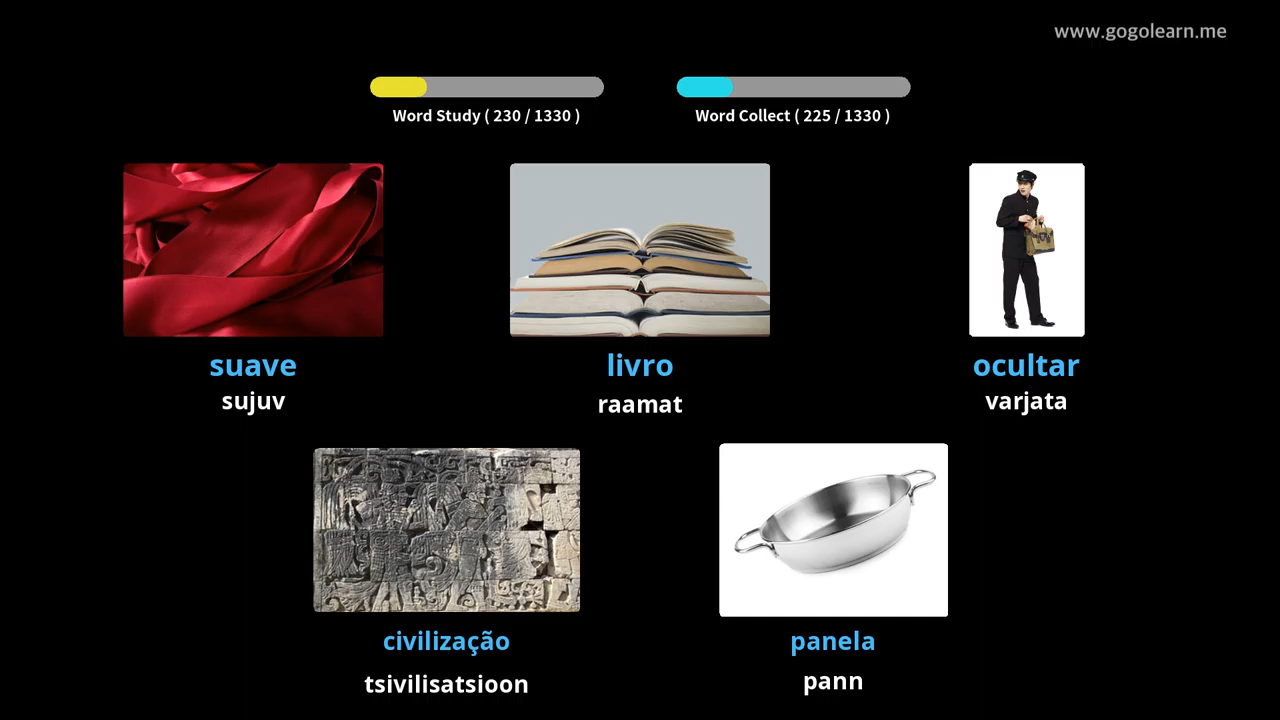 www.gogolearn.me
Word Study ( 230 / 1330 )
Word Collect ( 225 / 1330 )
suave
sujuv
livro
raamat
ocultar
varjata
civilização
tsivilisatsioon
panela
pann